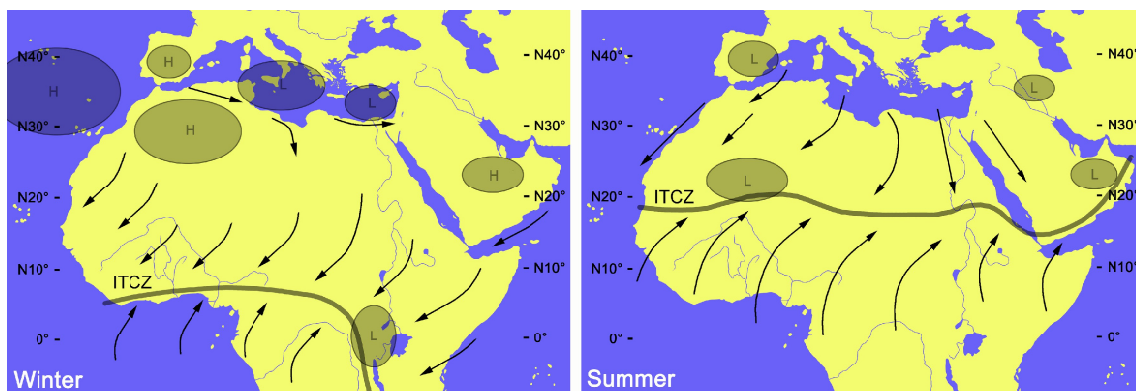 N40° -
H
H
L
L
- N40°
N30° -
H
- N30°
H
N20° -
- N20°
N10° -
ITCZ
- N10°
0° -
L
- 0°
Winter
N40° -
L
L
- N40°
N30° -
- N30°
L
L
N20° -
ITCZ
- N20°
N10° -
- N10°
0° -
- 0°
Summer